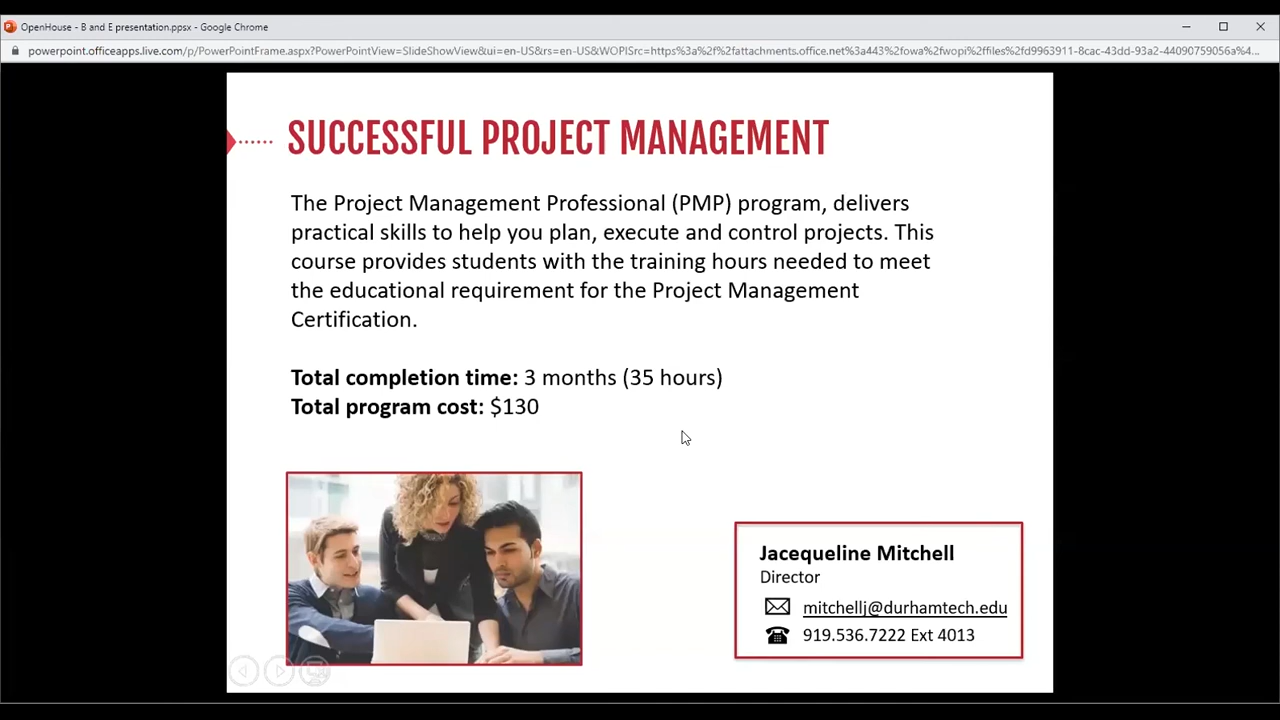 OpenHouse - B and E presentation.ppsx - Google Chrome
powerpoint.officeapps.live.com/p/PowerPointFrame.aspx?PowerPointView=SlideShowView&ui=en-US&rs=en-US&WOPISrc=https%3a%2f%2fattachments.office.net%3a443%2fowa%2fwopi%2ffiles%2fd9963911-8cac-43dd-93a2-44090759056a%4...
SUCCESSFUL PROJECT MANAGEMENT
The Project Management Professional (PMP) program, delivers
practical skills to help you plan, execute and control projects. This
course provides students with the training hours needed to meet
the educational requirement for the Project Management
Certification.
Total completion time: 3 months (35 hours)
Total program cost: $130
Jacequeline Mitchell
Director
mitchellj@durhamtech.edu
919.536.7222 Ext 4013